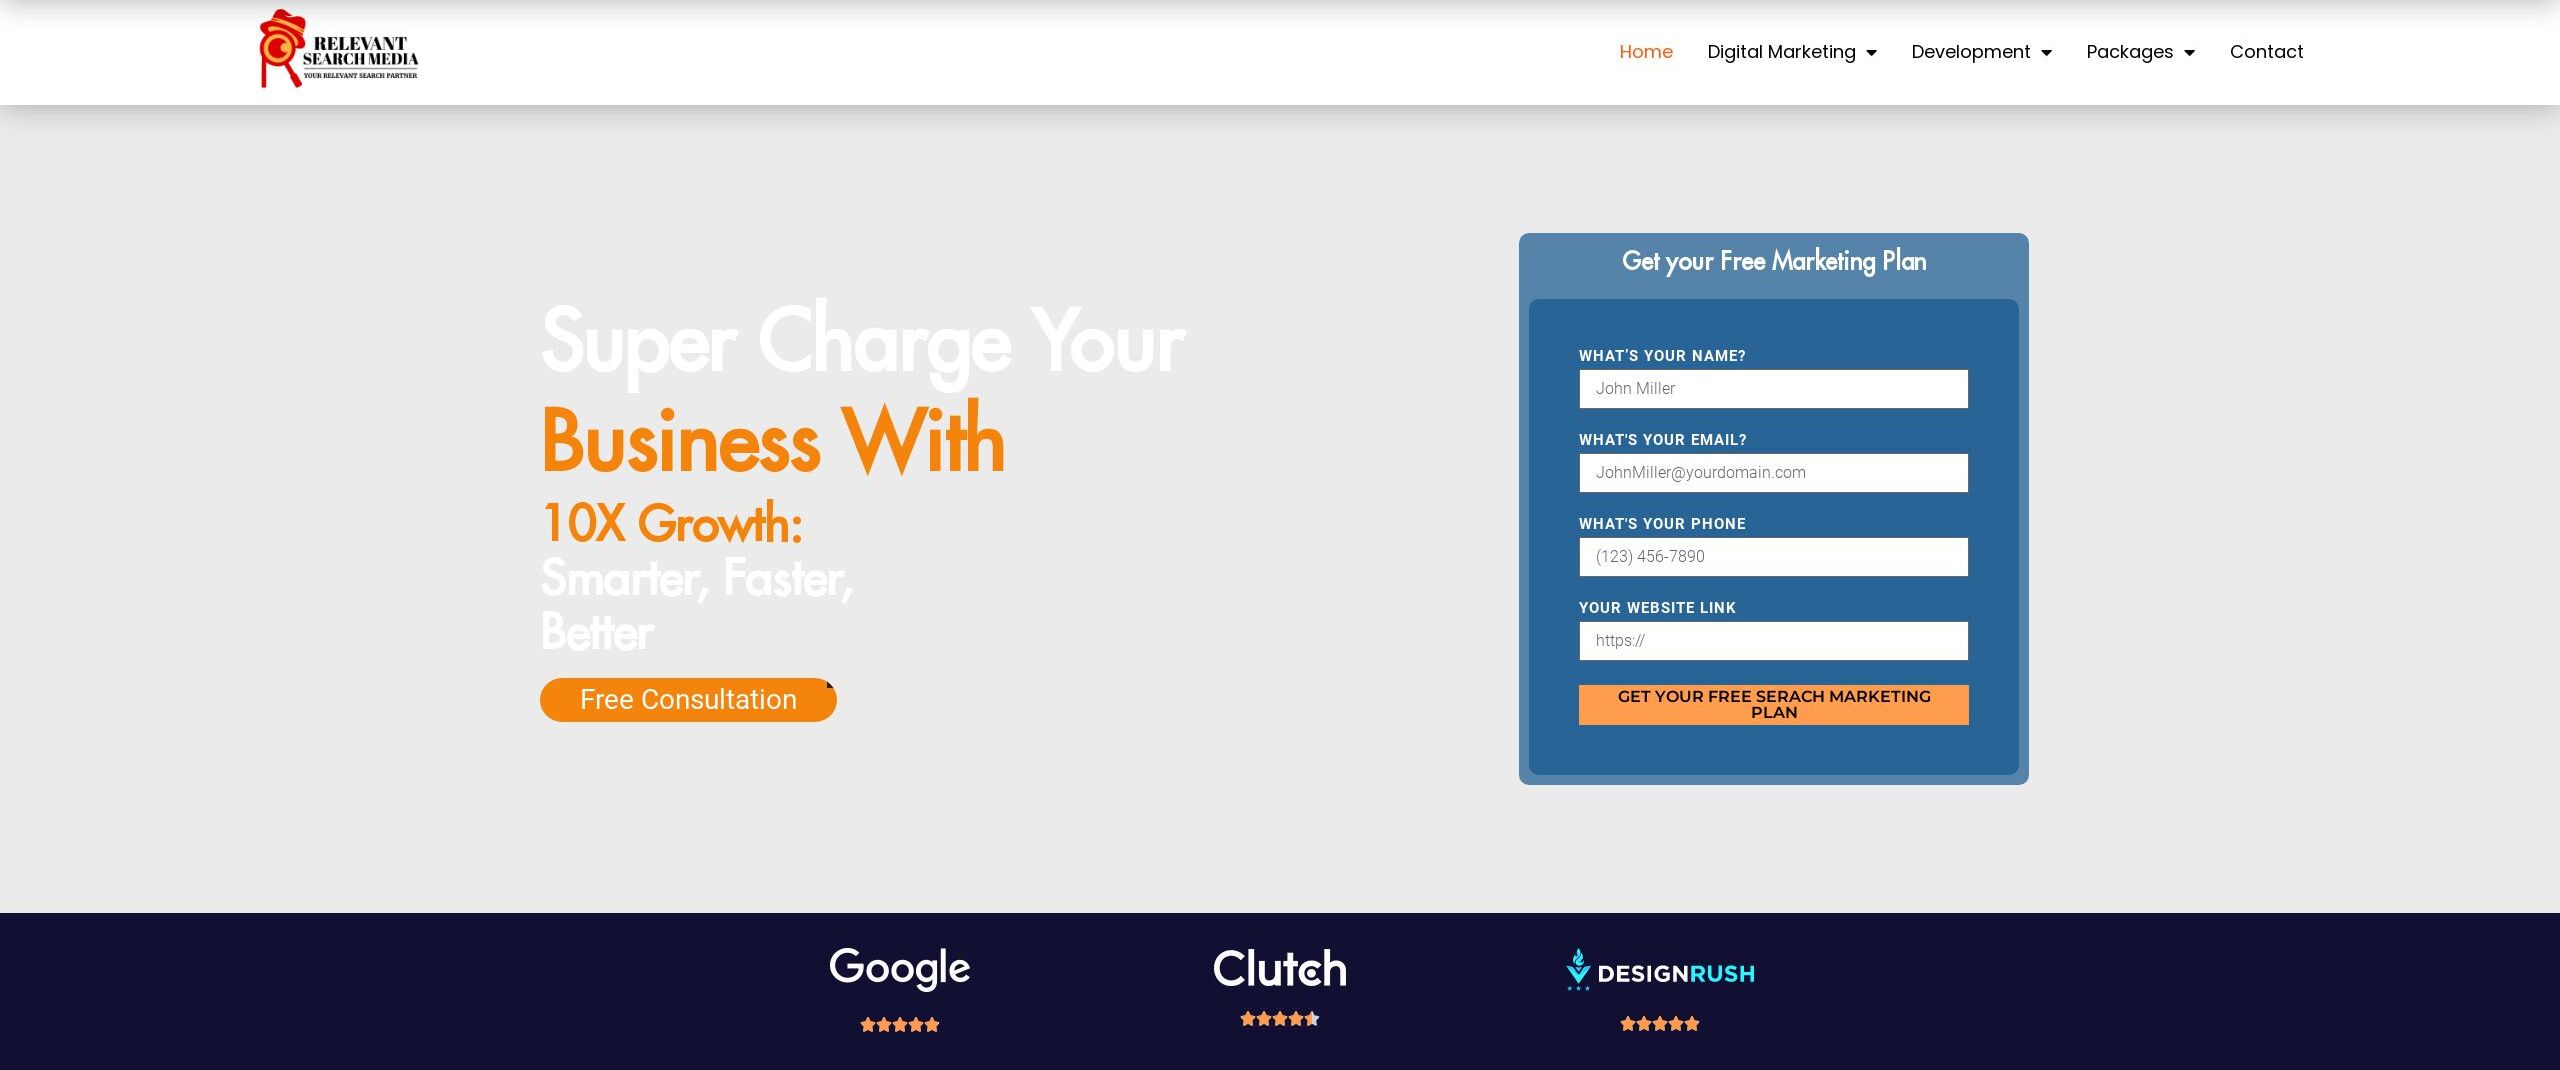 RELEVANT
SEARCH MEDIA
YOUR RELEVANT SEARCH PARTNER
Home
Digital Marketing
Development
Packages
Contact
Super Charge Your
Business With
10X Growth:
Smarter, Faster,
Better
Free Consultation
Get your Free Marketing Plan
WHAT’S YOUR NAME?
John Miller
WHAT'S YOUR EMAIL?
JohnMiller@yourdomain.com
WHAT'S YOUR PHONE
(123) 456-7890
YOUR WEBSITE LINK
https://
GET YOUR FREE SERACH MARKETING
PLAN
Google
Clutch
DESIGNRUSH